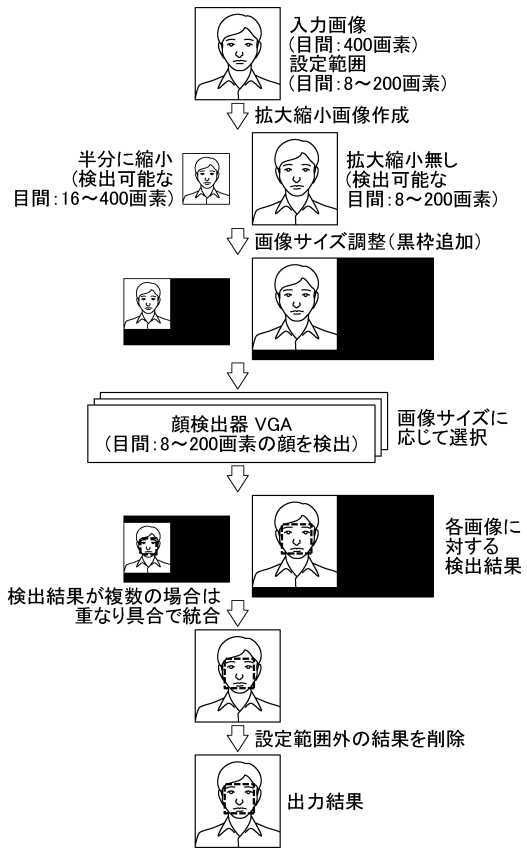 入力画像
(目間:400画素)
設定範囲
(目間:8〜200画素)
拡大縮小画像作成
半分に縮小
(検出可能な
目間:16〜400画素)
拡大縮小無し
(検出可能な
目間:8〜200画素)
画像サイズ調整(黒枠追加)
顔検出器 VGA
(目間:8〜200画素の顔を検出)
画像サイズに
応じて選択
各画像に
対する
検出結果
検出結果が複数の場合は
重なり具合で統合
設定範囲外の結果を削除
出力結果